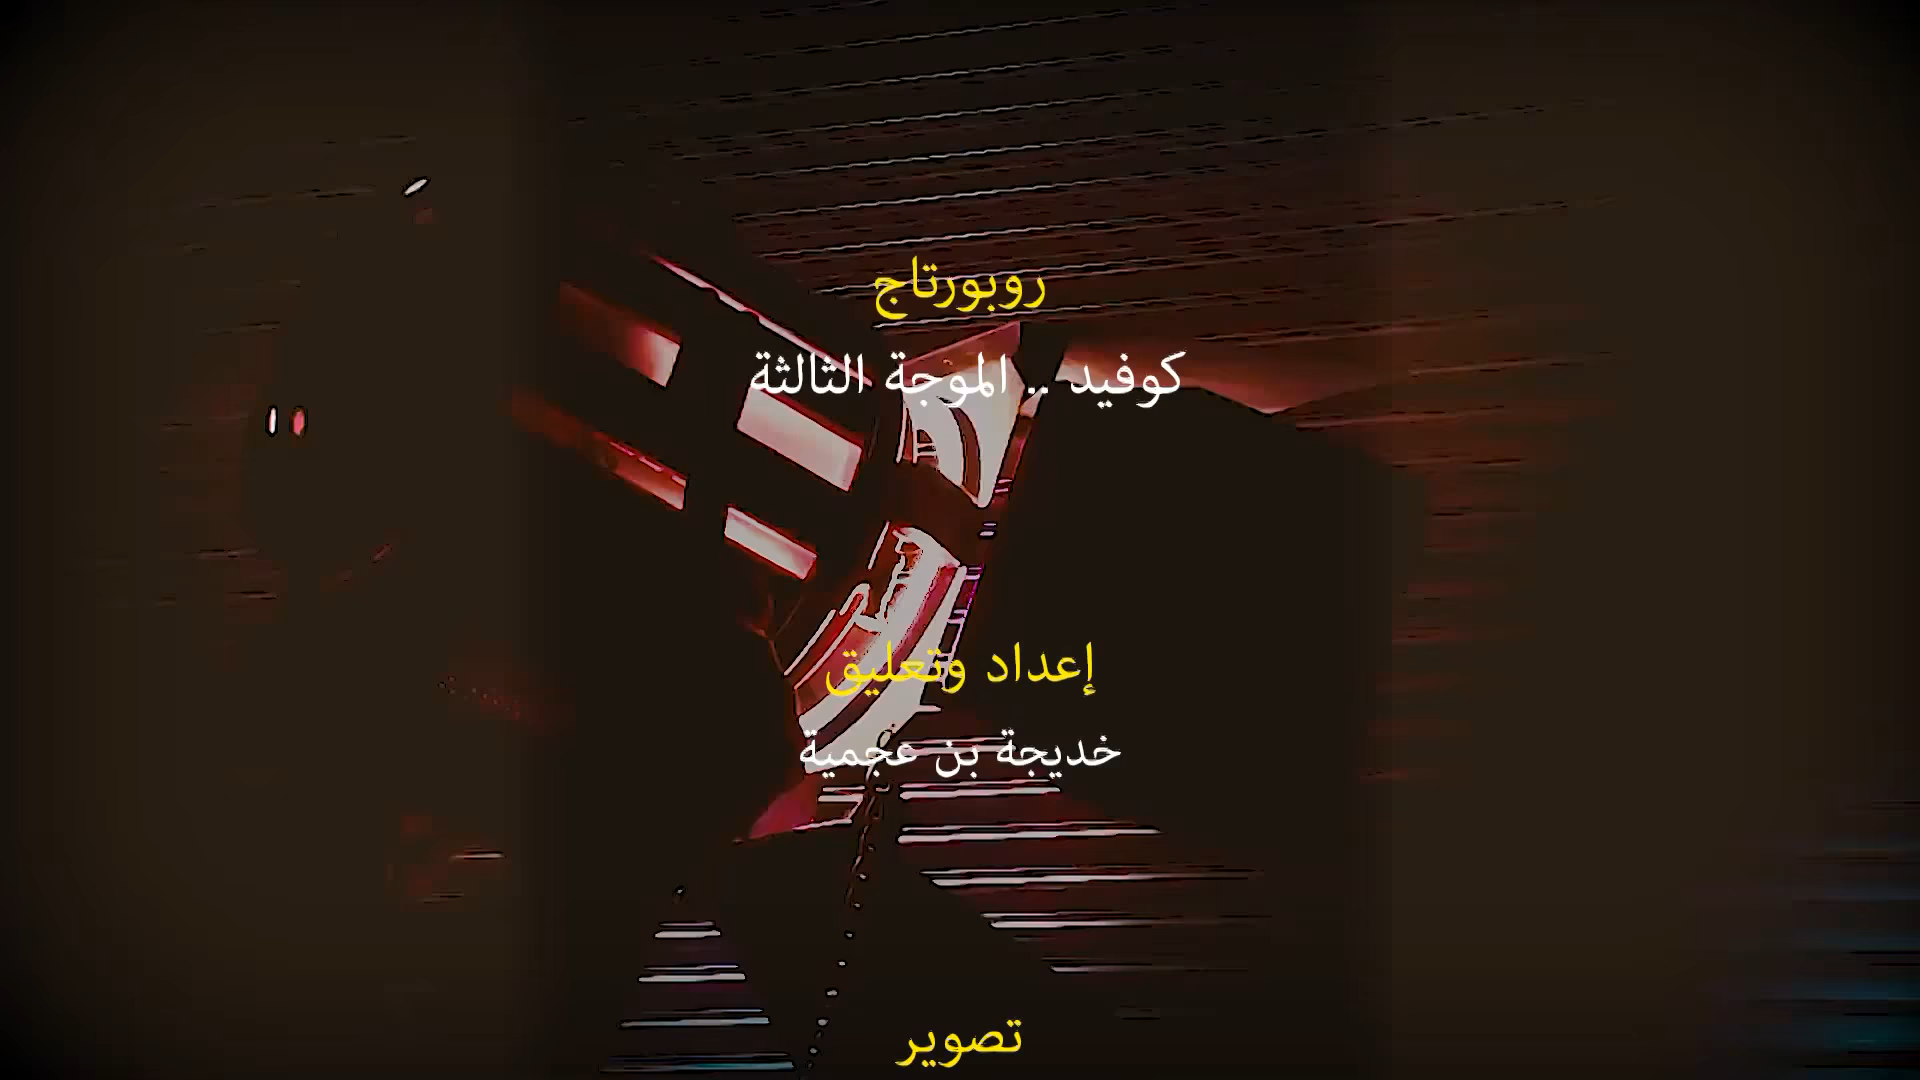 روبورتاج
كوفيد .. الموجة الثالثة
إعداد وتعليق
خديجة بن عجمية
تصوير